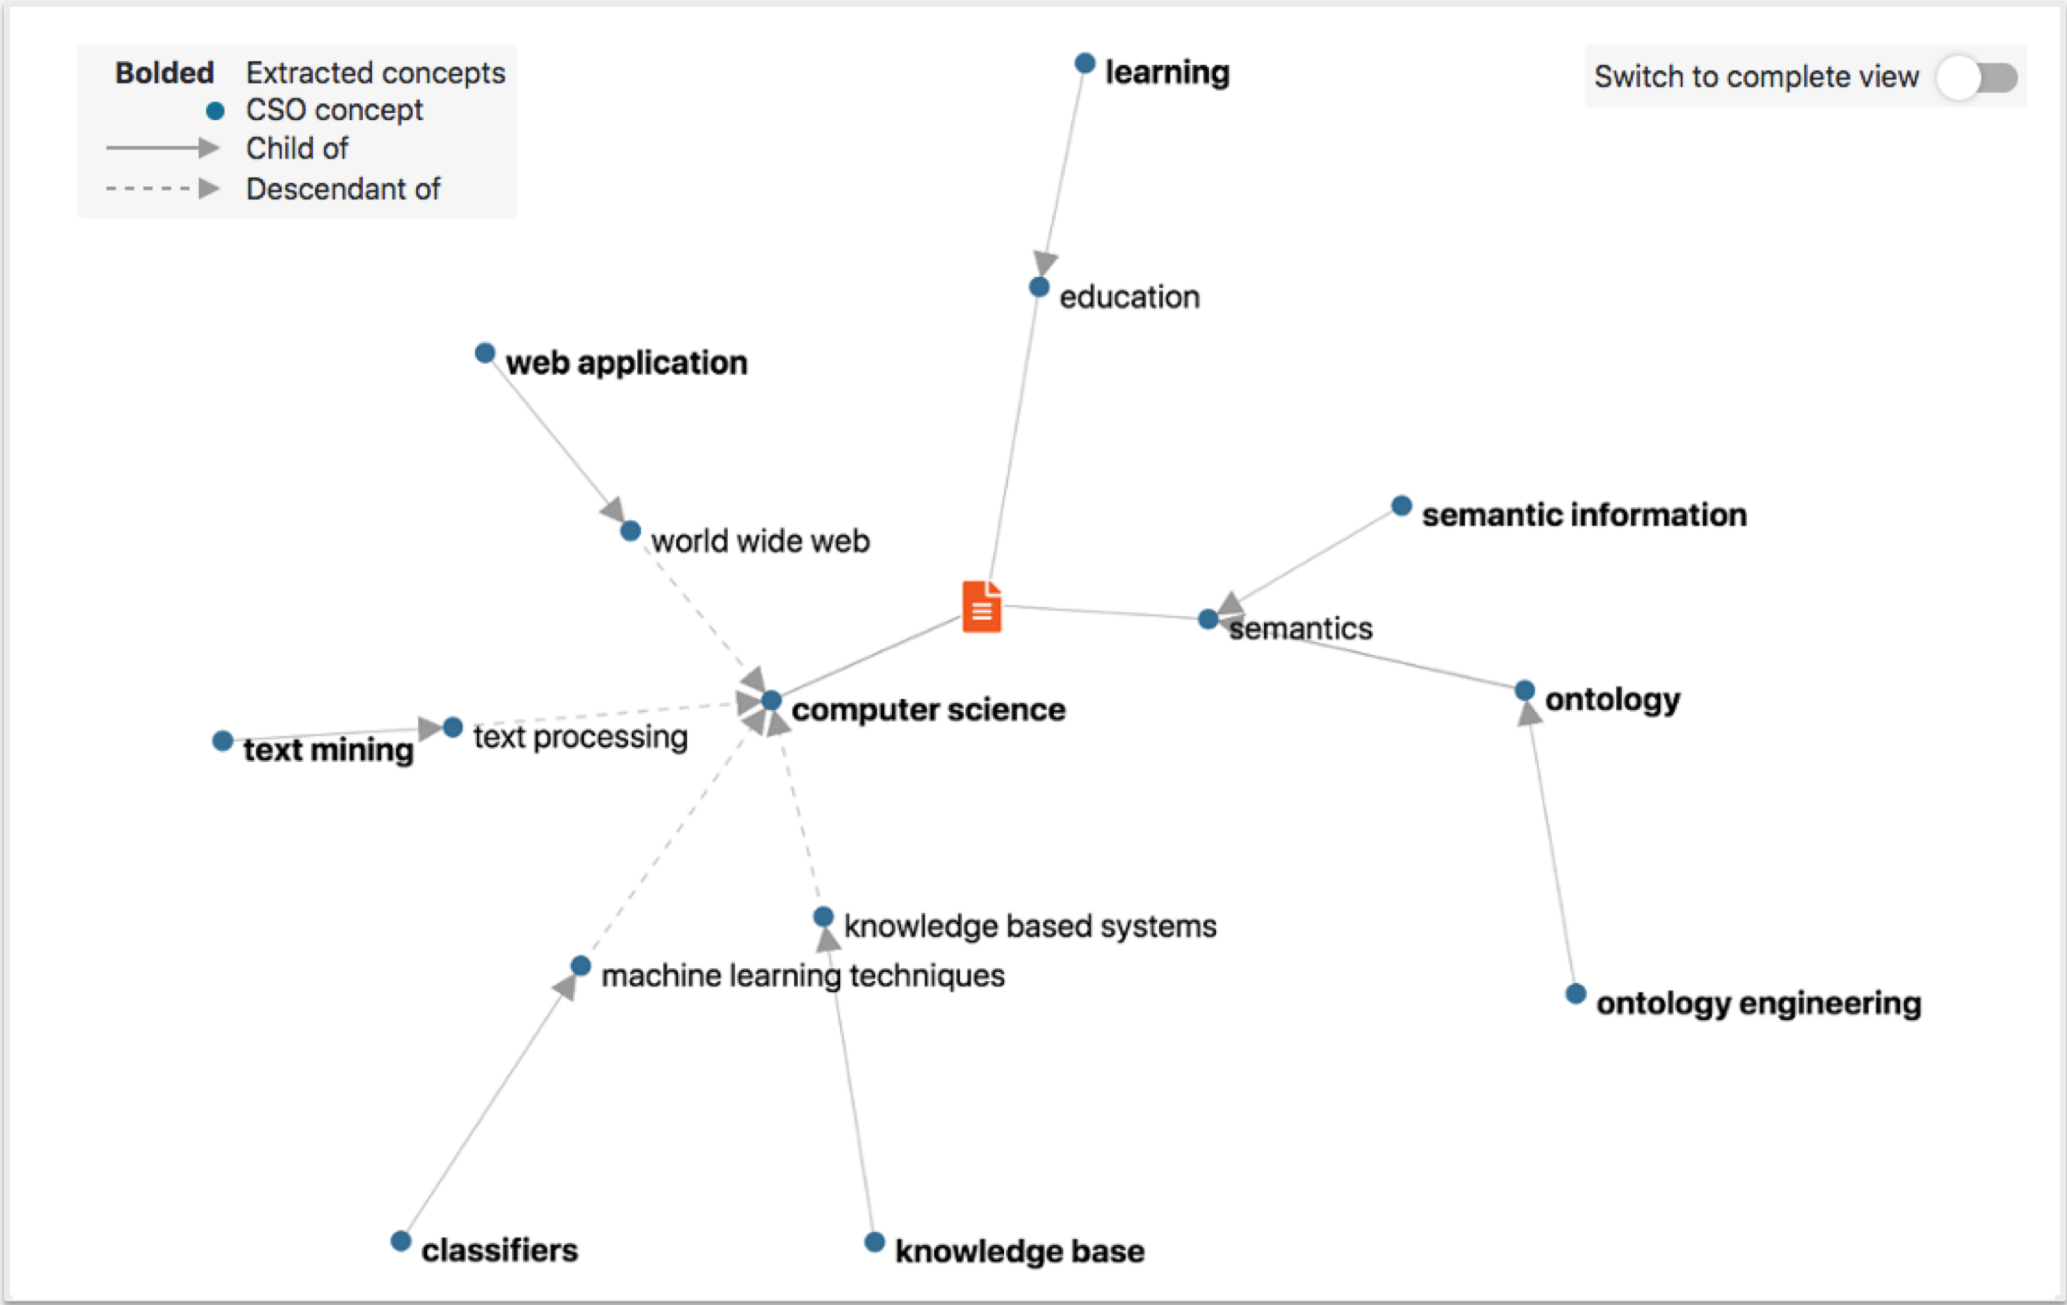 Bolded Extracted concepts
CSO concept
Child of
Descendant of
Switch to complete view
learning
education
web application
world wide web
semantic information
semantics
computer science
ontology
text mining
text processing
knowledge based systems
machine learning techniques
ontology engineering
classifiers
knowledge base